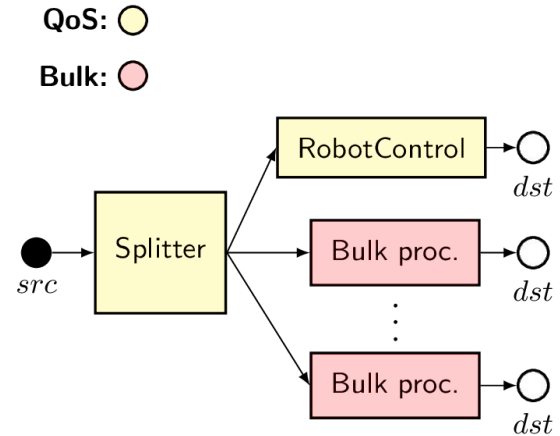 QoS:
Bulk:
RobotControl
dst
Splitter
src
Bulk proc.
dst
Bulk proc.
dst